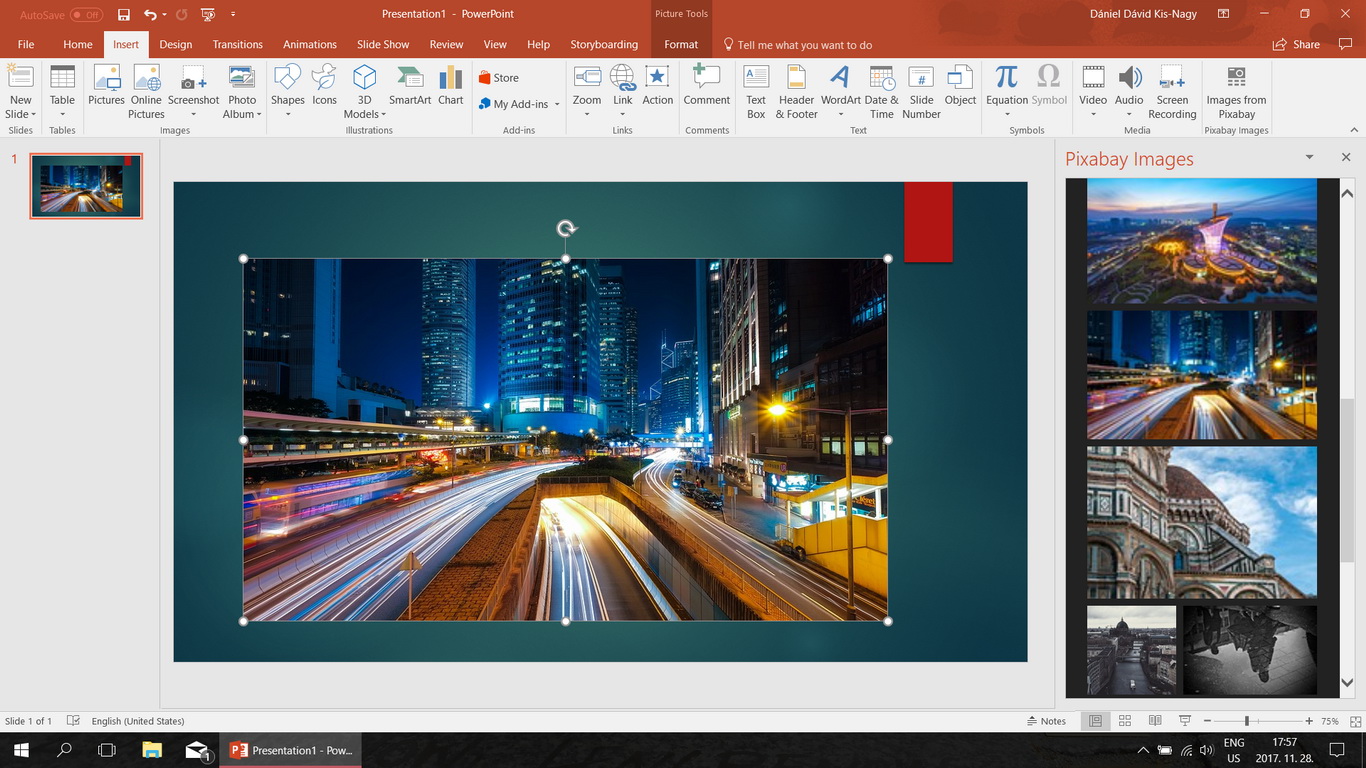 AutoSave Off
Presentation1 - PowerPoint
Picture Tools
Dániel Dávid Kis-Nagy
File Home Insert Design Transitions Animations Slide Show Review View Help Storyboarding Format Tell me what you want to do Share
New Slide
Table
Pictures
Online Pictures
Screenshot
Photo Album
Shapes
Icons
3D Models
SmartArt
Chart
Store
My Add-ins
Zoom
Link
Action
Comment
Text Box
Header & Footer
WordArt
Date & Time
Slide Number
Object
Equation
Symbol
Video
Audio
Screen Recording
Images from Pixabay
Slides Tables Images Illustrations Add-ins Links Comments Text Symbols Media Pixabay Images
1
Pixabay Images
Slide 1 of 1 English (United States) Notes 75%
1
Presentation1 - Pow...
ENG
US
17:57
2017. 11. 28.